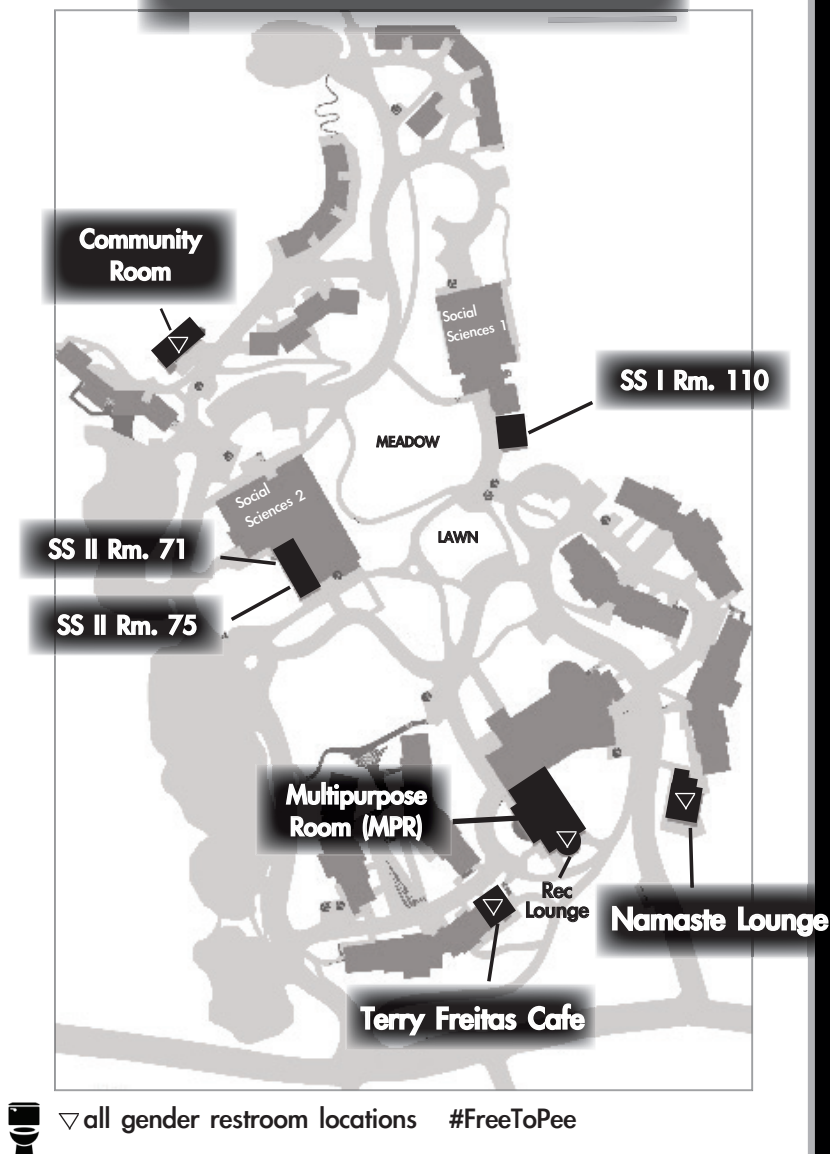 Community
Room
Social
Sciences 1
SS I Rm. 110
MEADOW
Social
Sciences 2
LAWN
SS II Rm. 71
SS II Rm. 75
Multipurpose
Room (MPR)
Rec
Lounge
Namaste Lounge
Terry Freitas Cafe
all gender restroom locations #FreeToPee